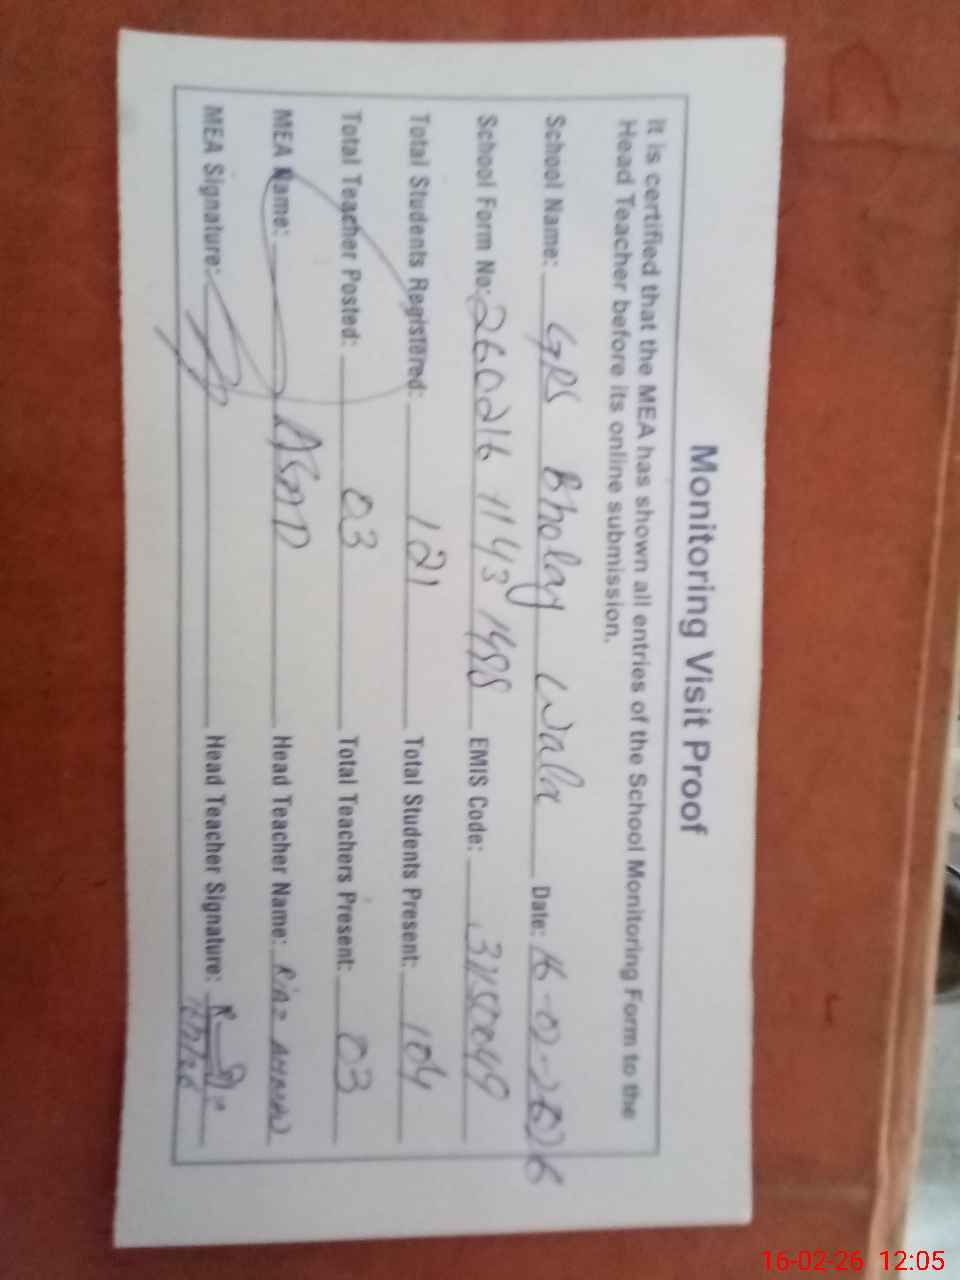 Monitoring Visit Proof
It is certified that the MEA has shown all entries of the School Monitoring Form to the
Head Teacher before its online submission.
School Name: GPS Bholay Wala Date: 16-02-2026
School Form No: 260216 1143 1488 EMIS Code:
Total Students Registered: 121 Total Students Present: 104
Total Teacher Posted: 03 Total Teachers Present: 03
MEA Name: Head Teacher Name: Riaz AHMAD
MEA Signature: Head Teacher Signature:
16-02-26 12:05